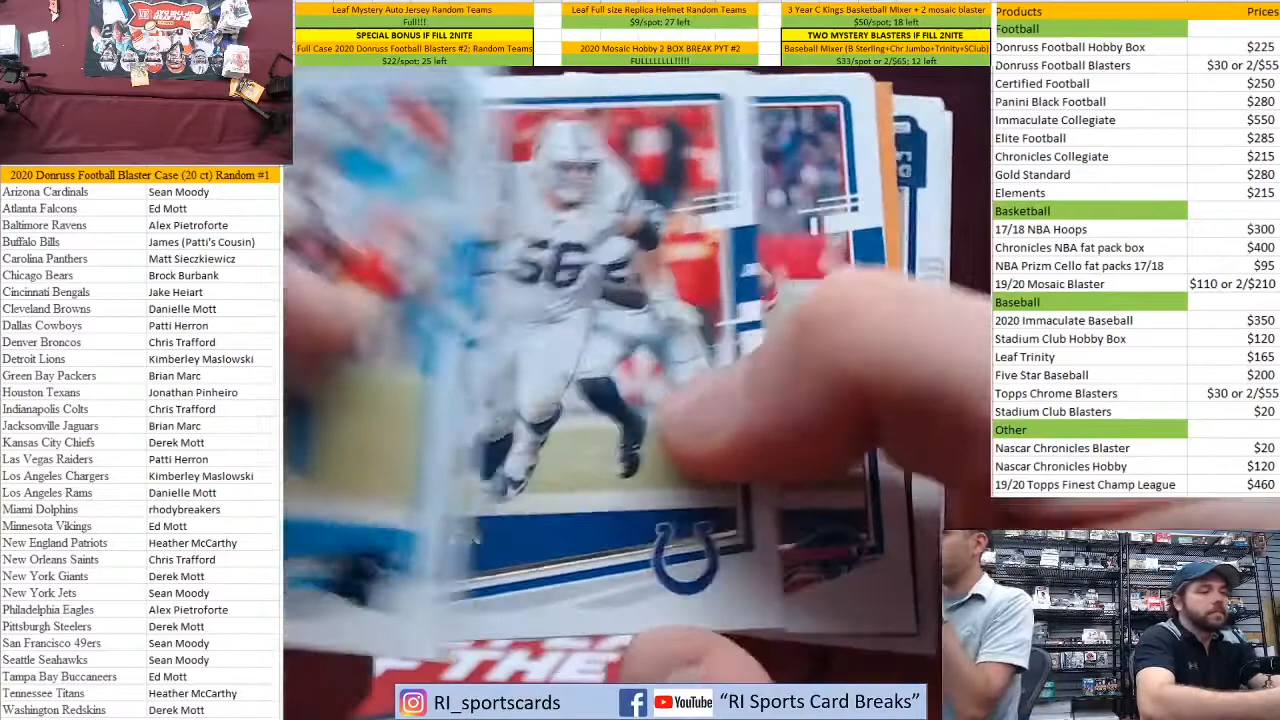 Leaf Mystery Auto Jersey Random Teams
Full!!!
SPECIAL BONUS IF FILL 2NITE
Full Case 2020 Donruss Football Blasters #2; Random Teams
$22/spot; 25 left
Leaf Full size Replica Helmet Random Teams
$9/spot; 27 left
2020 Mosaic Hobby 2 BOX BREAK PYT #2
FULLLLLLLL!!!!!
3 Year C Kings Basketball Mixer + 2 mosaic blaster
$50/spot; 18 left
TWO MYSTERY BLASTERS IF FILL 2NITE
Baseball Mixer (B Sterling+Chr Jumbo+Trinity+$Club)
$33/spot or 2/$65; 12 left
Products Prices
Football
Donruss Football Hobby Box $225
Donruss Football Blasters $30 or 2/$55
Certified Football $250
Panini Black Football $280
Immaculate Collegiate $550
Elite Football $285
Chronicles Collegiate $215
Gold Standard $280
Elements $215
Basketball
17/18 NBA Hoops $300
Chronicles NBA fat pack box $400
NBA Prizm Cello fat packs 17/18 $95
19/20 Mosaic Blaster $110 or 2/$210
Baseball
2020 Immaculate Baseball $350
Stadium Club Hobby Box $120
Leaf Trinity $165
Five Star Baseball $200
Topps Chrome Blasters $30 or 2/$55
Stadium Club Blasters $20
Other
Nascar Chronicles Blaster $20
Nascar Chronicles Hobby $120
19/20 Topps Finest Champ League $460
2020 Donruss Football Blaster Case (20 ct) Random #1
Arizona Cardinals Sean Moody
Atlanta Falcons Ed Mott
Baltimore Ravens Alex Pietroforte
Buffalo Bills James (Patti's Cousin)
Carolina Panthers Matt Sieczkiewicz
Chicago Bears Brock Burbank
Cincinnati Bengals Jake Heiart
Cleveland Browns Danielle Mott
Dallas Cowboys Patti Herron
Denver Broncos Chris Trafford
Detroit Lions Kimberley Maslowski
Green Bay Packers Brian Marc
Houston Texans Jonathan Pinheiro
Indianapolis Colts Chris Trafford
Jacksonville Jaguars Brian Marc
Kansas City Chiefs Derek Mott
Las Vegas Raiders Patti Herron
Los Angeles Chargers Kimberley Maslowski
Los Angeles Rams Danielle Mott
Miami Dolphins rhodybreakers
Minnesota Vikings Ed Mott
New England Patriots Heather McCarthy
New Orleans Saints Chris Trafford
New York Giants Derek Mott
New York Jets Sean Moody
Philadelphia Eagles Alex Pietroforte
Pittsburgh Steelers Derek Mott
San Francisco 49ers Sean Moody
Seattle Seahawks Sean Moody
Tampa Bay Buccaneers Ed Mott
Tennessee Titans Heather McCarthy
Washington Redskins Derek Mott
56
THE
RI_sportscards
YouTube "RI Sports Card Breaks"